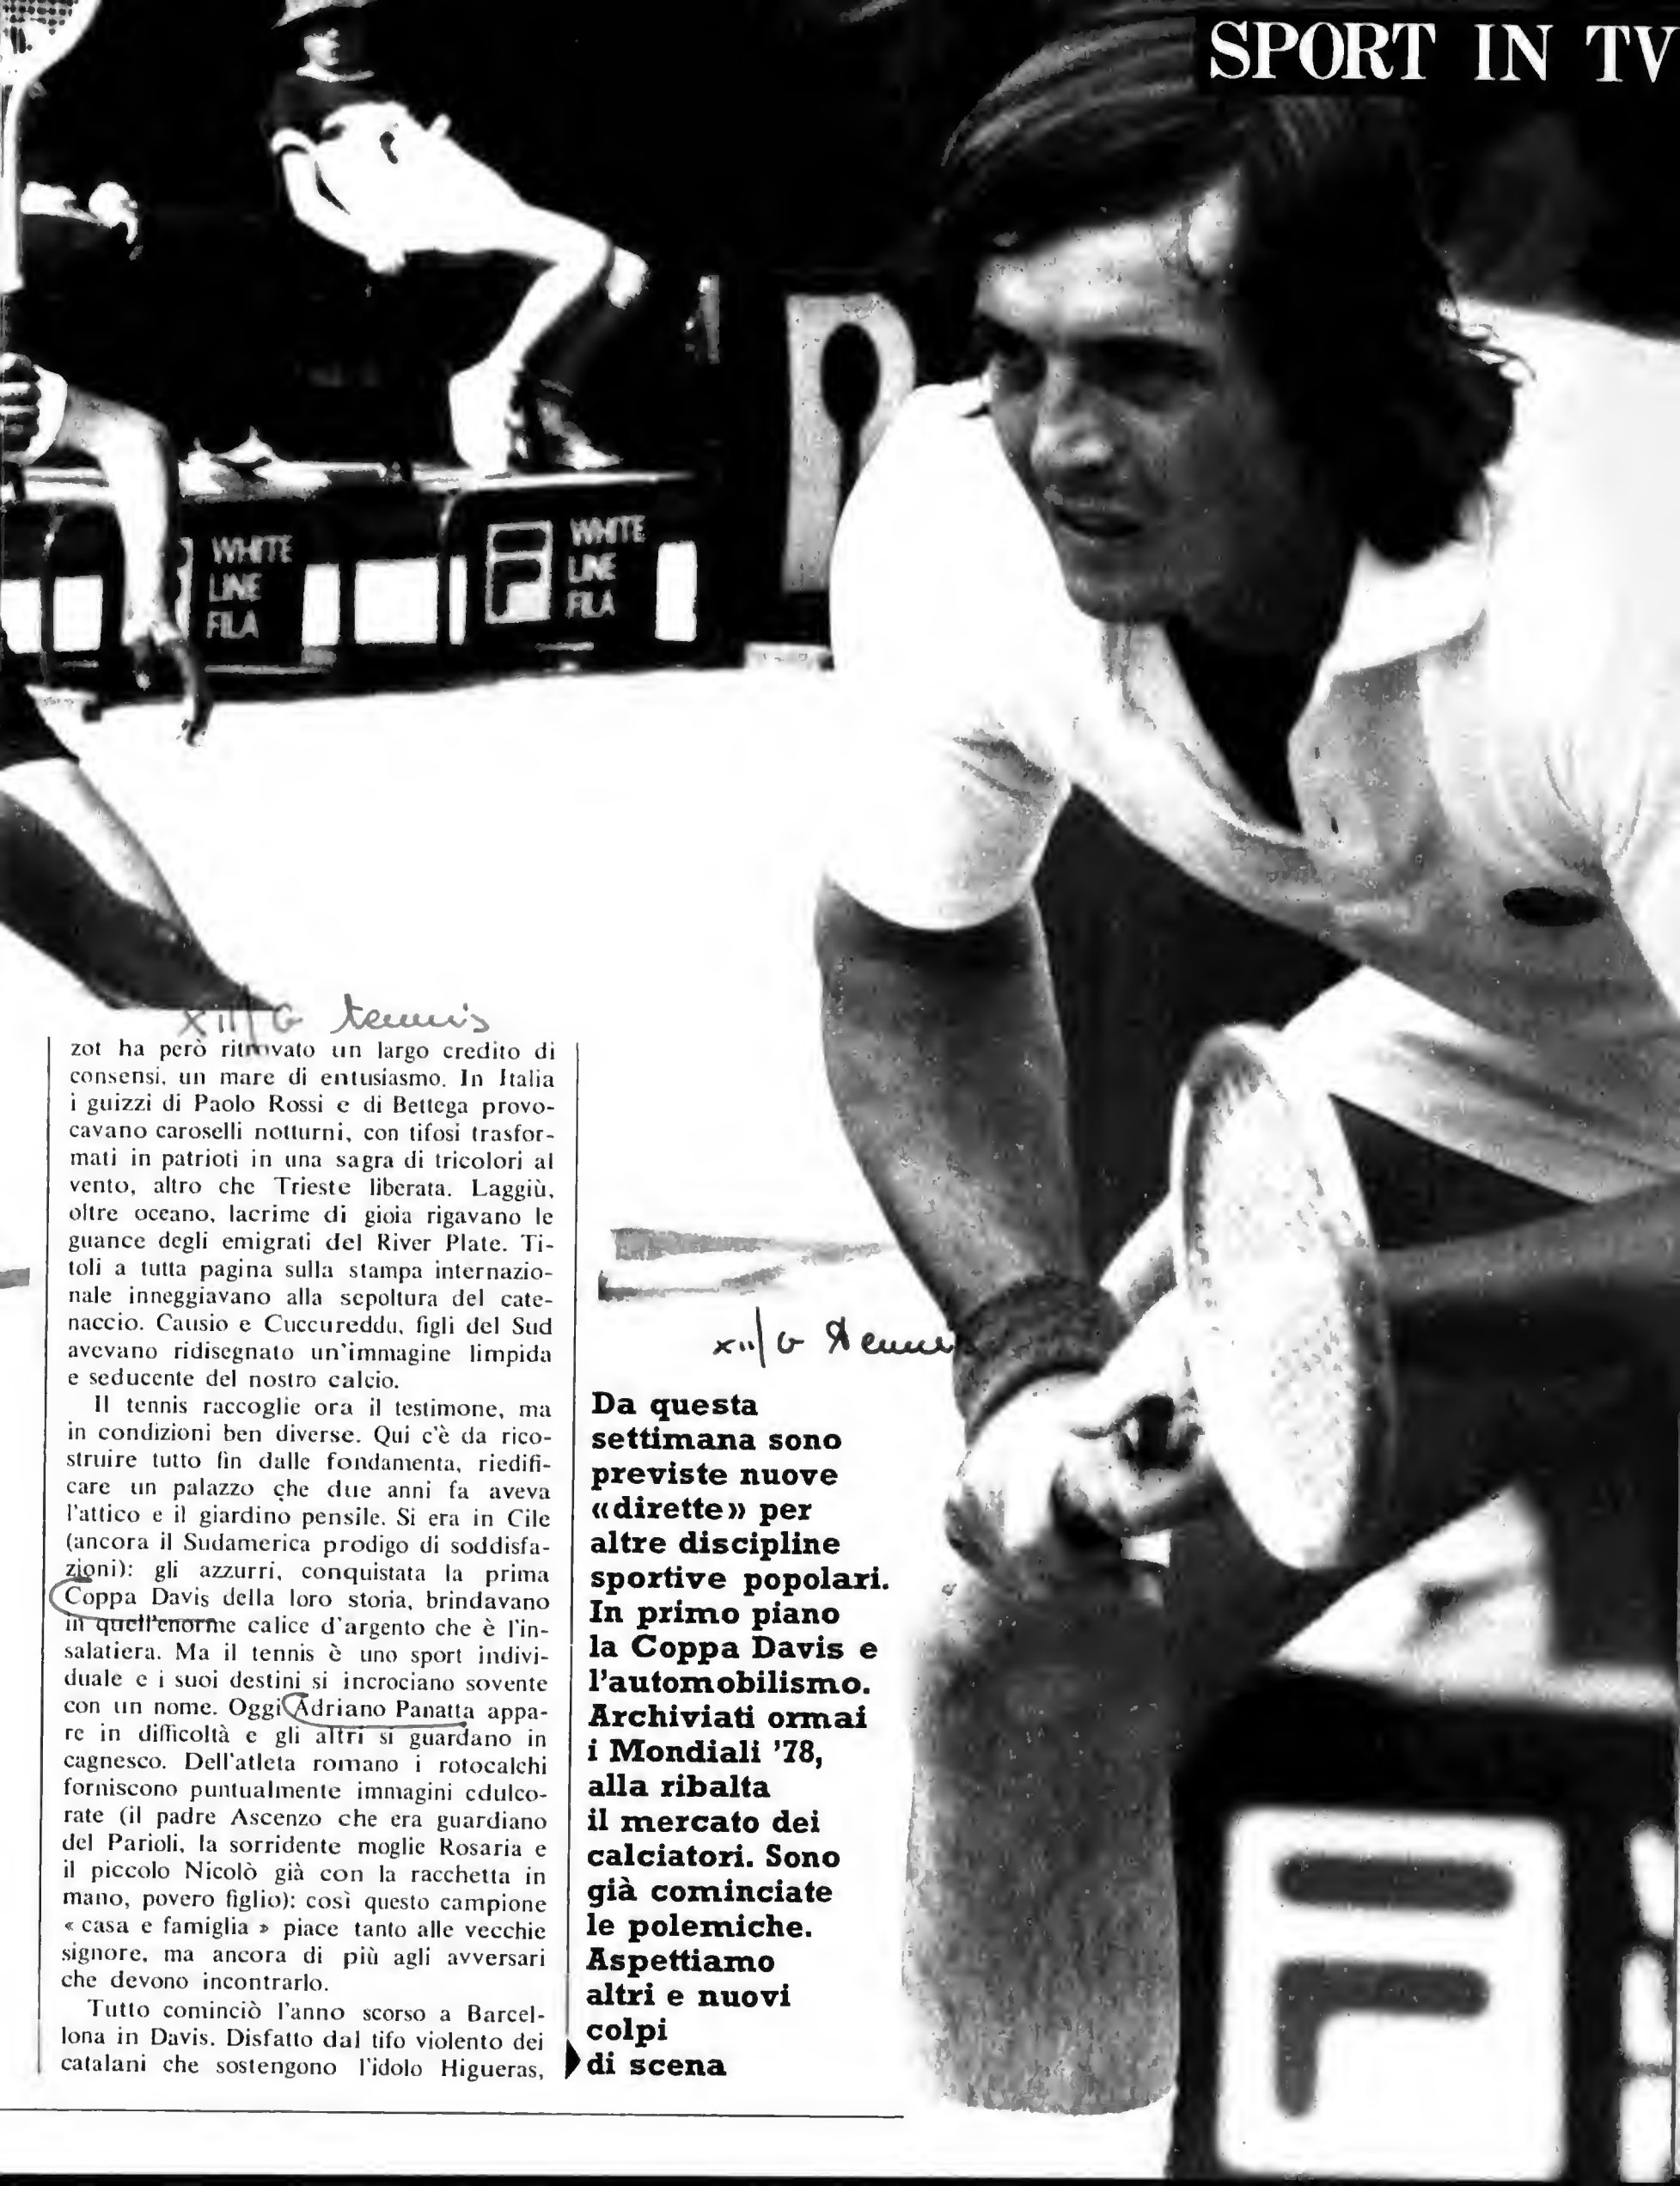 SPORT IN TV
WHITE
LINE
FILA
WHITE
LINE
FILA
XII/G tennis
zot ha però ritrovato un largo credito di
consensi, un mare di entusiasmo. In Italia
i guizzi di Paolo Rossi e di Bettega provo-
cavano caroselli notturni, con tifosi trasfor-
mati in patrioti in una sagra di tricolori al
vento, altro che Trieste liberata. Laggiù,
oltre oceano, lacrime di gioia rigavano le
guance degli emigrati del River Plate. Ti-
toli a tutta pagina sulla stampa internazio-
nale inneggiavano alla sepoltura del cate-
naccio. Causio e Cuccureddu, figli del Sud
avevano ridisegnato un'immagine limpida
e seducente del nostro calcio.
Il tennis raccoglie ora il testimone, ma
in condizioni ben diverse. Qui c'è da rico-
struire tutto fin dalle fondamenta, riedifi-
care un palazzo che due anni fa aveva
l'attico e il giardino pensile. Si era in Cile
(ancora il Sudamerica prodigo di soddisfa-
zioni): gli azzurri, conquistata la prima
Coppa Davis della loro storia, brindavano
in quell'enorme calice d'argento che è l'in-
salatiera. Ma il tennis è uno sport indivi-
duale e i suoi destini si incrociano sovente
con un nome. Oggi Adriano Panatta appa-
re in difficoltà e gli altri si guardano in
cagnesco. Dell'atleta romano i rotocalchi
forniscono puntualmente immagini edulco-
rate (il padre Ascenzo che era guardiano
del Parioli, la sorridente moglie Rosaria e
il piccolo Nicolò già con la racchetta in
mano, povero figlio): così questo campione
« casa e famiglia » piace tanto alle vecchie
signore, ma ancora di più agli avversari
che devono incontrarlo.
Tutto cominciò l'anno scorso a Barcel-
lona in Davis. Disfatto dal tifo violento dei
catalani che sostengono l'idolo Higueras,
XII/G tennis
Da questa
settimana sono
previste nuove
«dirette» per
altre discipline
sportive popolari.
In primo piano
la Coppa Davis e
l'automobilismo.
Archiviati ormai
i Mondiali '78,
alla ribalta
il mercato dei
calciatori. Sono
già cominciate
le polemiche.
Aspettiamo
altri e nuovi
colpi
di scena